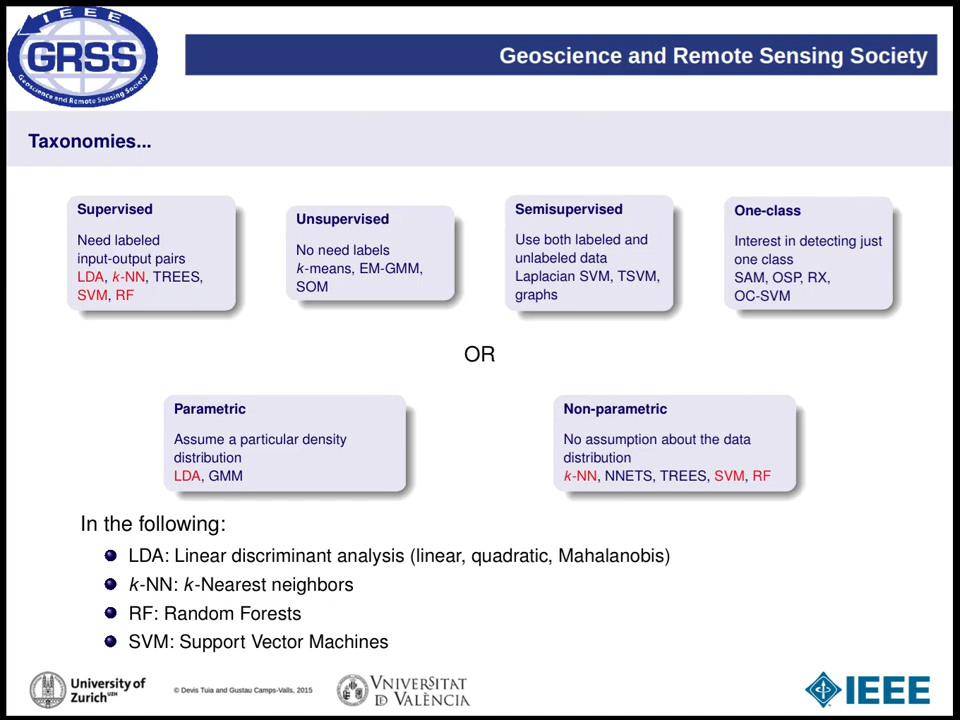 IEEE
GRSS
Geoscience and Remote Sensing Society
Geoscience and Remote Sensing Society
Taxonomies...
Supervised
Need labeled
input-output pairs
LDA, k-NN, TREES,
SVM, RF
Unsupervised
No need labels
k-means, EM-GMM,
SOM
Semisupervised
Use both labeled and
unlabeled data
Laplacian SVM, TSVM,
graphs
One-class
Interest in detecting just
one class
SAM, OSP, RX,
OC-SVM
OR
Parametric
Assume a particular density
distribution
LDA, GMM
Non-parametric
No assumption about the data
distribution
k-NN, NNETS, TREES, SVM, RF
In the following:
LDA: Linear discriminant analysis (linear, quadratic, Mahalanobis)
k-NN: k-Nearest neighbors
RF: Random Forests
SVM: Support Vector Machines
University of
Zurich UZH
© Devis Tuia and Gustau Camps-Valls, 2015
VNIVERSITAT
D VALÈNCIA
IEEE